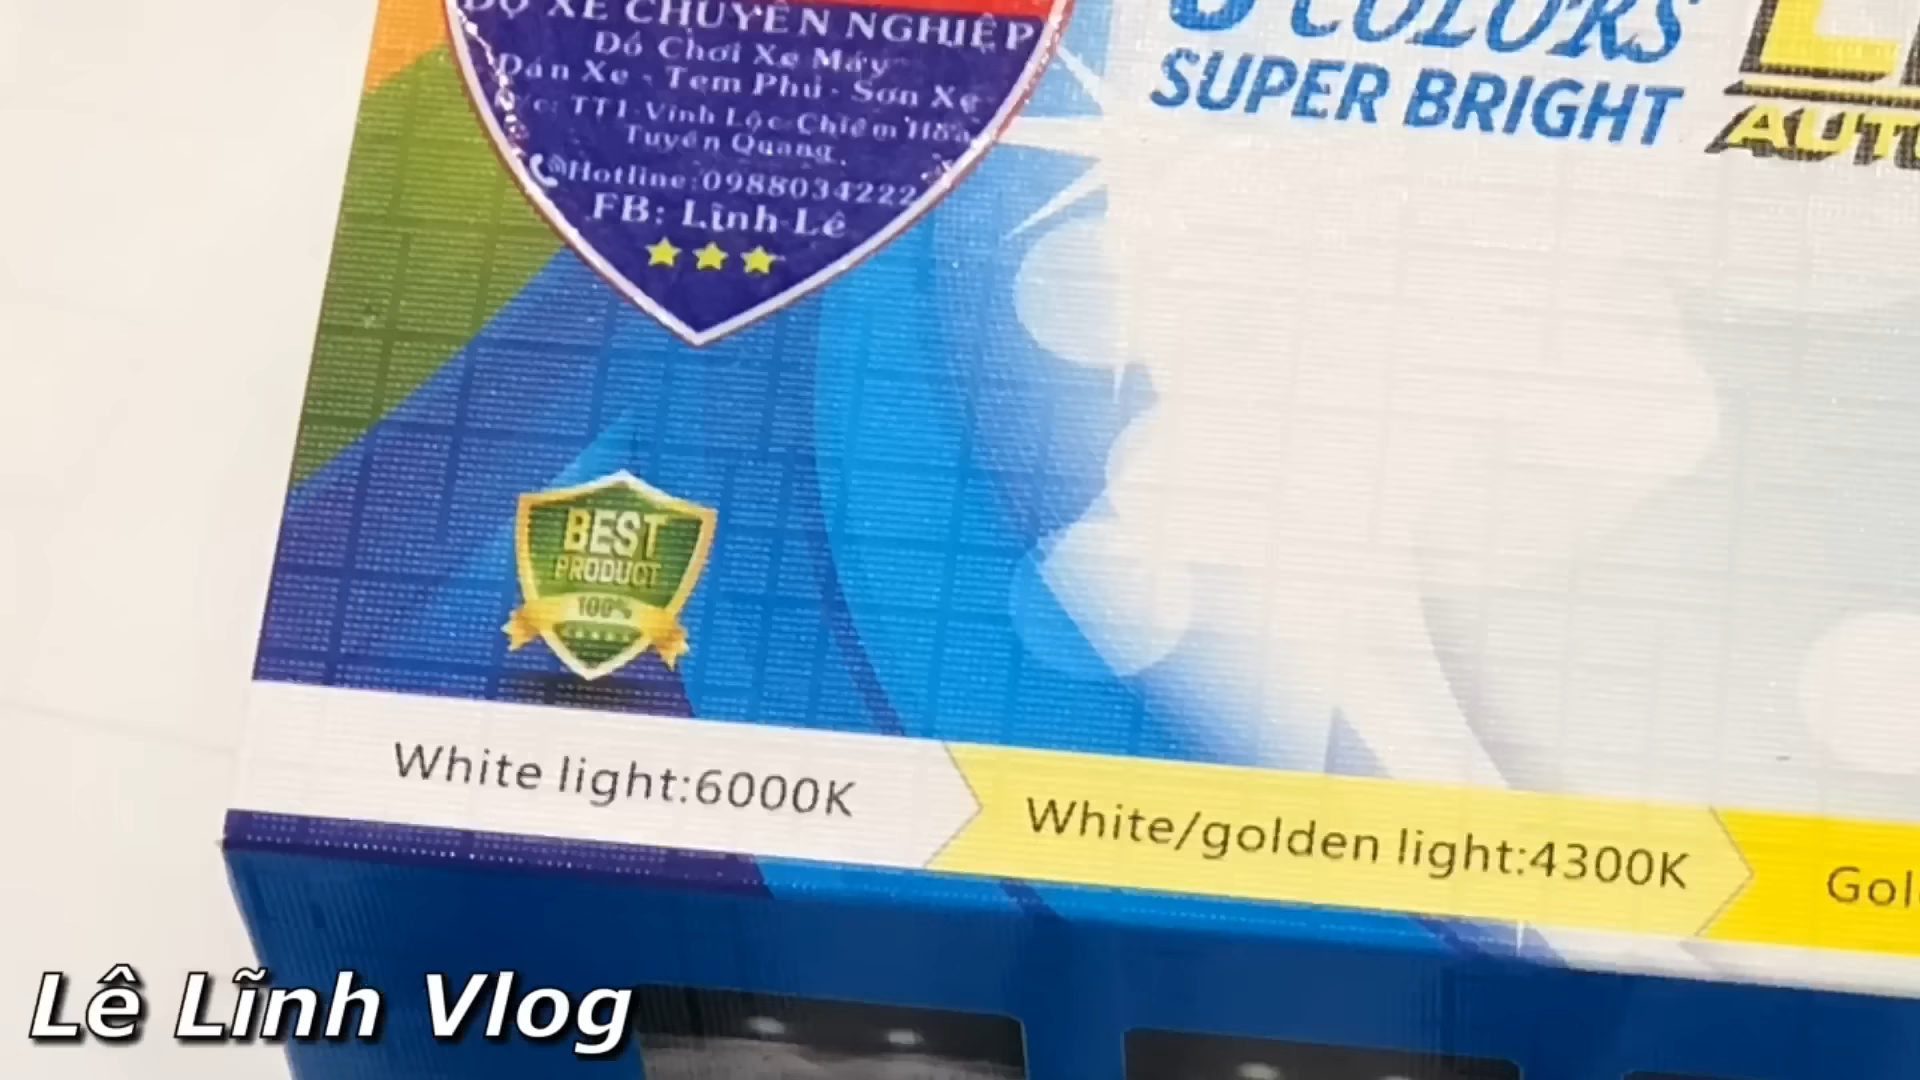 ĐỘ XE CHUYÊN NGHIỆP
Đồ Chơi Xe Máy
Dán Xe - Tem Phủ - Sơn Xe
Đ/c: TT1-Vĩnh Lộc-Chiêm Hóa
Tuyên Quang
Hotline:0988034222
FB: Lĩnh Lê
COLORS
SUPER BRIGHT
BEST
PRODUCT
100%
White light:6000K
White/golden light:4300K
Lê Lĩnh Vlog